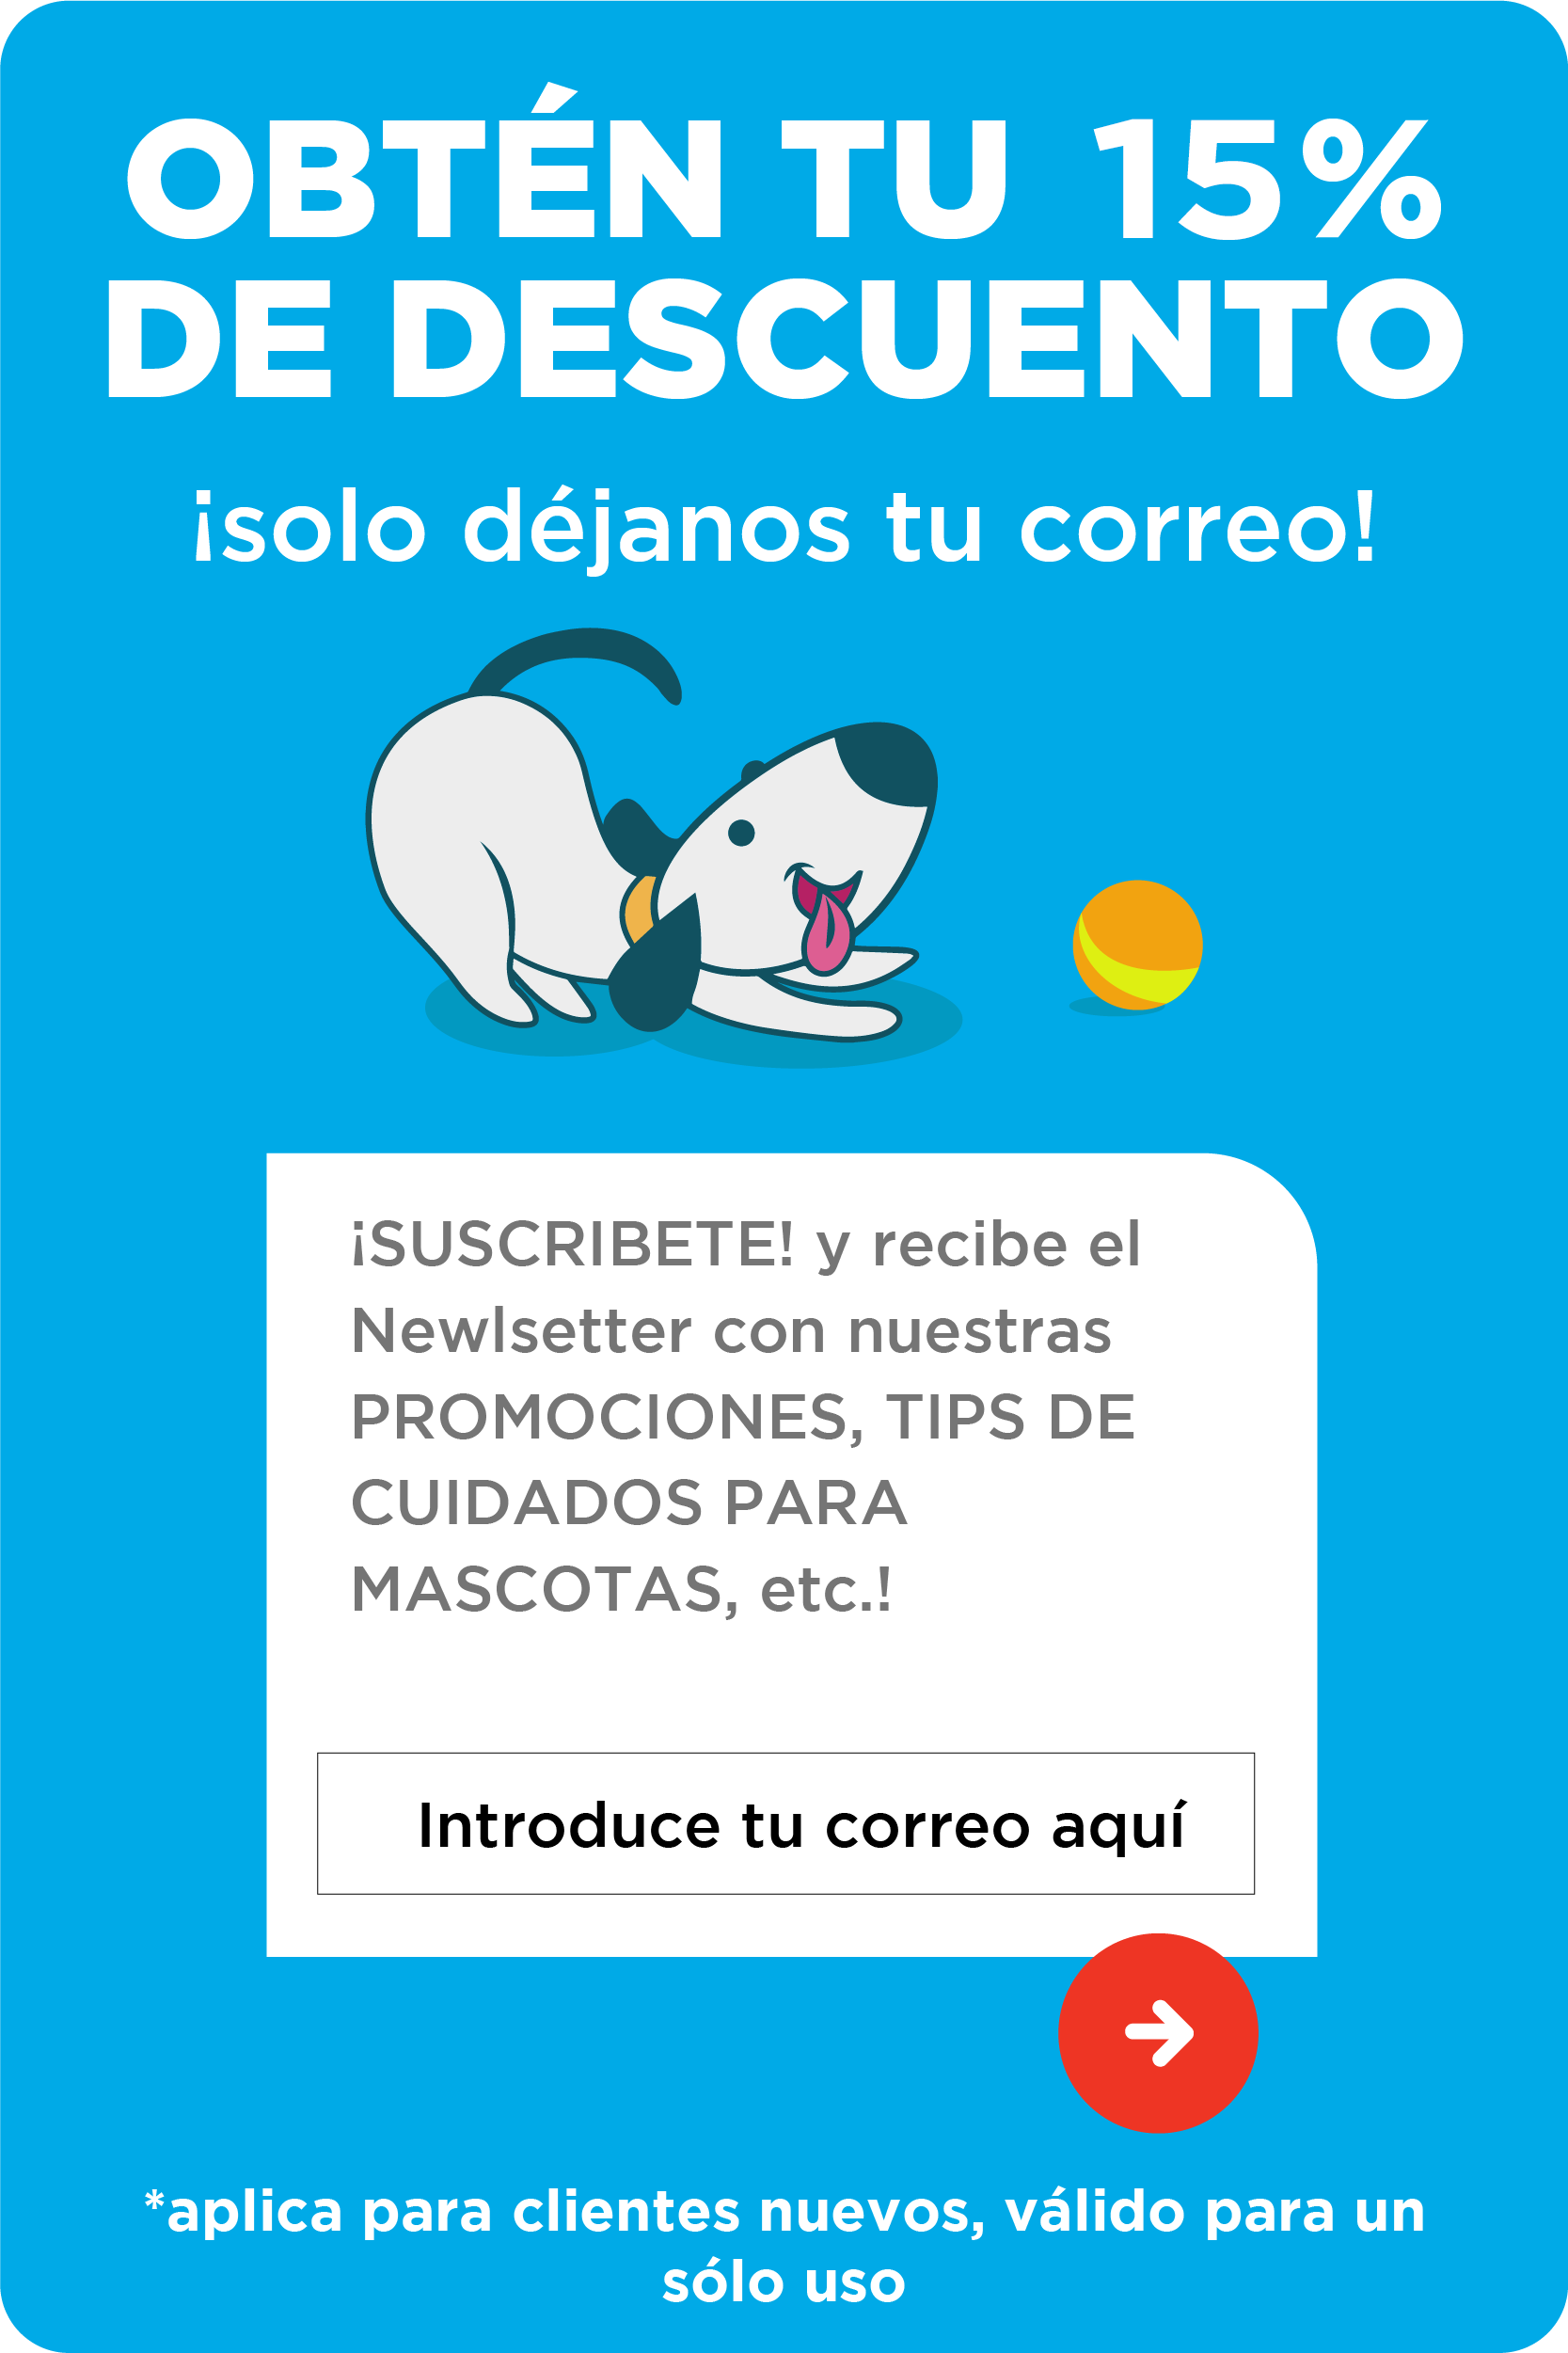 OBTÉN TU 15%
DE DESCUENTO
¡solo déjanos tu correo!
¡SUSCRIBETE! y recibe el
Newlsetter con nuestras
PROMOCIONES, TIPS DE
CUIDADOS PARA
MASCOTAS, etc.!
Introduce tu correo aquí
*aplica para clientes nuevos, válido para un
sólo uso